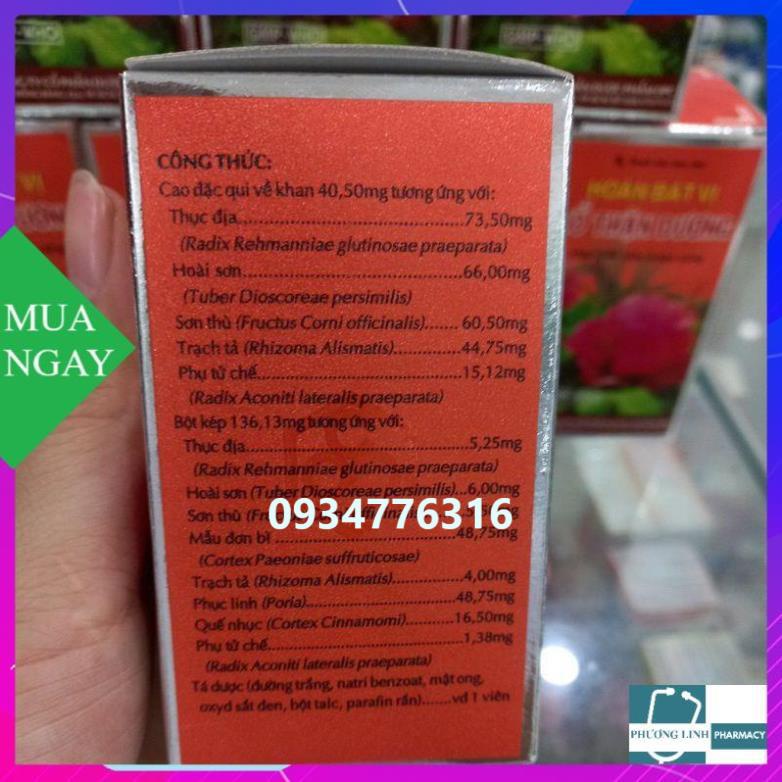 CÔNG THỨC:
Cao đặc qui về khan 40,50mg tương ứng với:
Thục địa..........73,50mg
(Radix Rehmanniae glutinosae praeparata)
Hoài sơn..........66,00mg
(Tuber Dioscoreae persimilis)
Sơn thù (Fructus Corni officinalis)....... 60,50mg
Trạch tả (Rhizoma Alismatis)..........44,75mg
Phụ tử chế..........15,12mg
(Radix Aconiti lateralis praeparata)
Bột kép 136,13mg tương ứng với:
Thục địa..........5,25mg
(Radix Rehmanniae glutinosae praeparata)
Hoài sơn (Tuber Dioscoreae persimilis)...6,00mg
Sơn thù
0934776316
Mẫu đơn bì ..........48,75mg
(Cortex Paeoniae suffruticosae)
Trạch tả (Rhizoma Alismatis)..........4,00mg
Phục linh (Poria)..........48,75mg
Quế nhục (Cortex Cinnamomi)..........16,50mg
Phụ tử chế..........1,38mg
(Radix Aconiti lateralis praeparata)
Tá dược (đường trắng, natri benzoat, mật ong,
oxyd sắt đen, bột talc, parafin rắn).......vđ 1 viên
MUA
NGAY
HOÀN BÁT VỊ
BỔ THẬN DƯƠNG
GMP-WHO
PHƯƠNG LINH PHARMACY